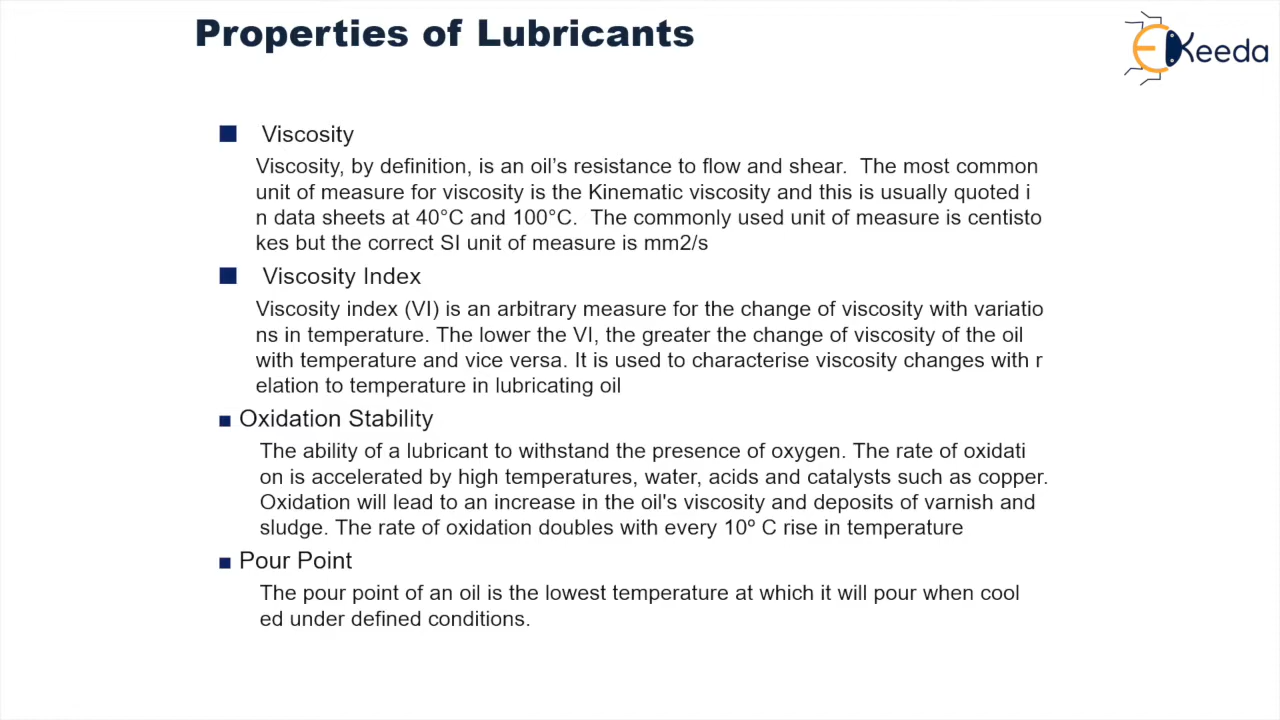 Properties of Lubricants
EKeeda
Viscosity
Viscosity, by definition, is an oil’s resistance to flow and shear.  The most common
unit of measure for viscosity is the Kinematic viscosity and this is usually quoted i
n data sheets at 40°C and 100°C.  The commonly used unit of measure is centisto
kes but the correct SI unit of measure is mm2/s
Viscosity Index
Viscosity index (VI) is an arbitrary measure for the change of viscosity with variatio
ns in temperature. The lower the VI, the greater the change of viscosity of the oil
with temperature and vice versa. It is used to characterise viscosity changes with r
elation to temperature in lubricating oil
Oxidation Stability
The ability of a lubricant to withstand the presence of oxygen. The rate of oxidati
on is accelerated by high temperatures, water, acids and catalysts such as copper.
Oxidation will lead to an increase in the oil's viscosity and deposits of varnish and
sludge. The rate of oxidation doubles with every 10º C rise in temperature
Pour Point
The pour point of an oil is the lowest temperature at which it will pour when cool
ed under defined conditions.